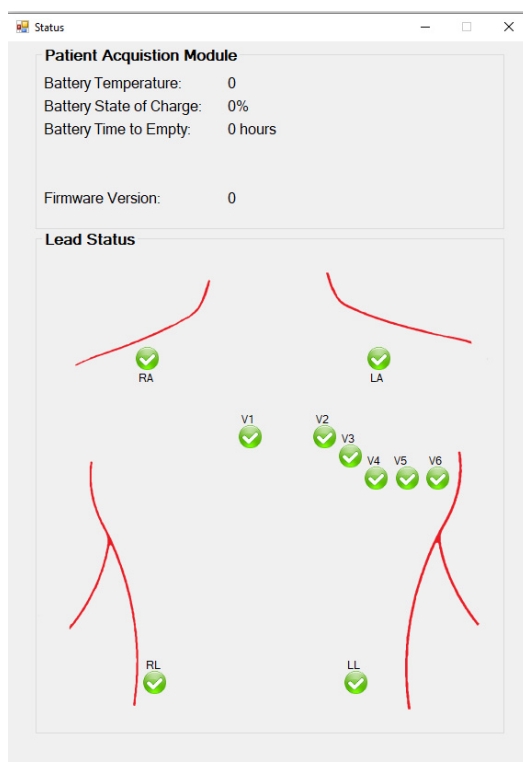 Status
Patient Acquistion Module
Battery Temperature: 0
Battery State of Charge: 0%
Battery Time to Empty: 0 hours
Firmware Version: 0
Lead Status
RA
LA
V1
V2
V3
V4
V5
V6
RL
LL